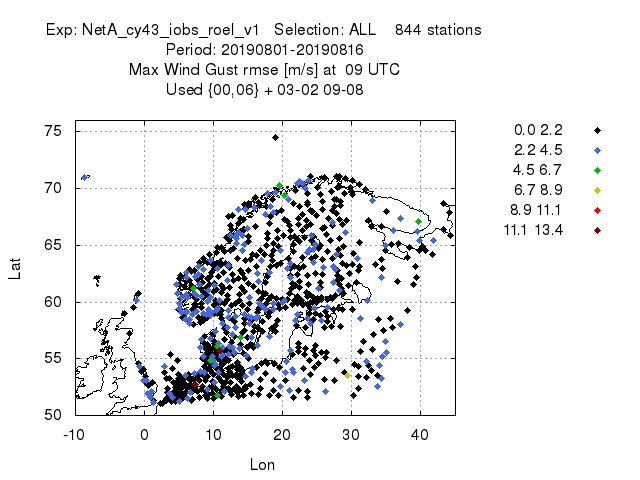 Exp: NetA_cy43_iobs_roel_v1 Selection: ALL 844 stations
Period: 20190801-20190816
Max Wind Gust rmse [m/s] at 09 UTC
Used {00,06} + 03-02 09-08
75
70
65
60
55
50
Lat
-10 0 10 20 30 40
Lon
0.0 2.2
2.2 4.5
4.5 6.7
6.7 8.9
8.9 11.1
11.1 13.4